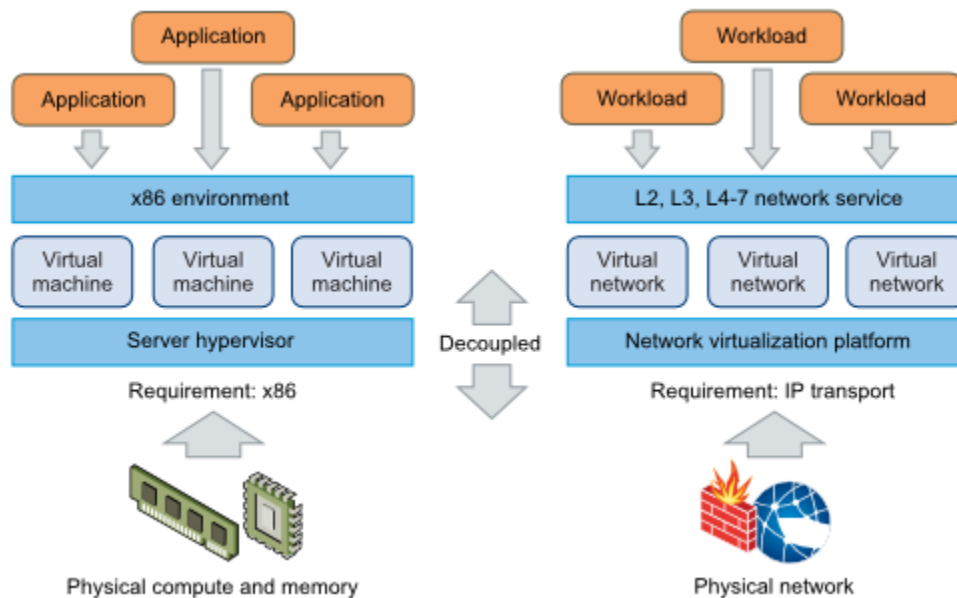 Application
Application
Application
x86 environment
Virtual
machine
Virtual
machine
Virtual
machine
Server hypervisor
Requirement: x86
Physical compute and memory
Decoupled
Workload
Workload
Workload
L2, L3, L4-7 network service
Virtual
network
Virtual
network
Virtual
network
Network virtualization platform
Requirement: IP transport
Physical network